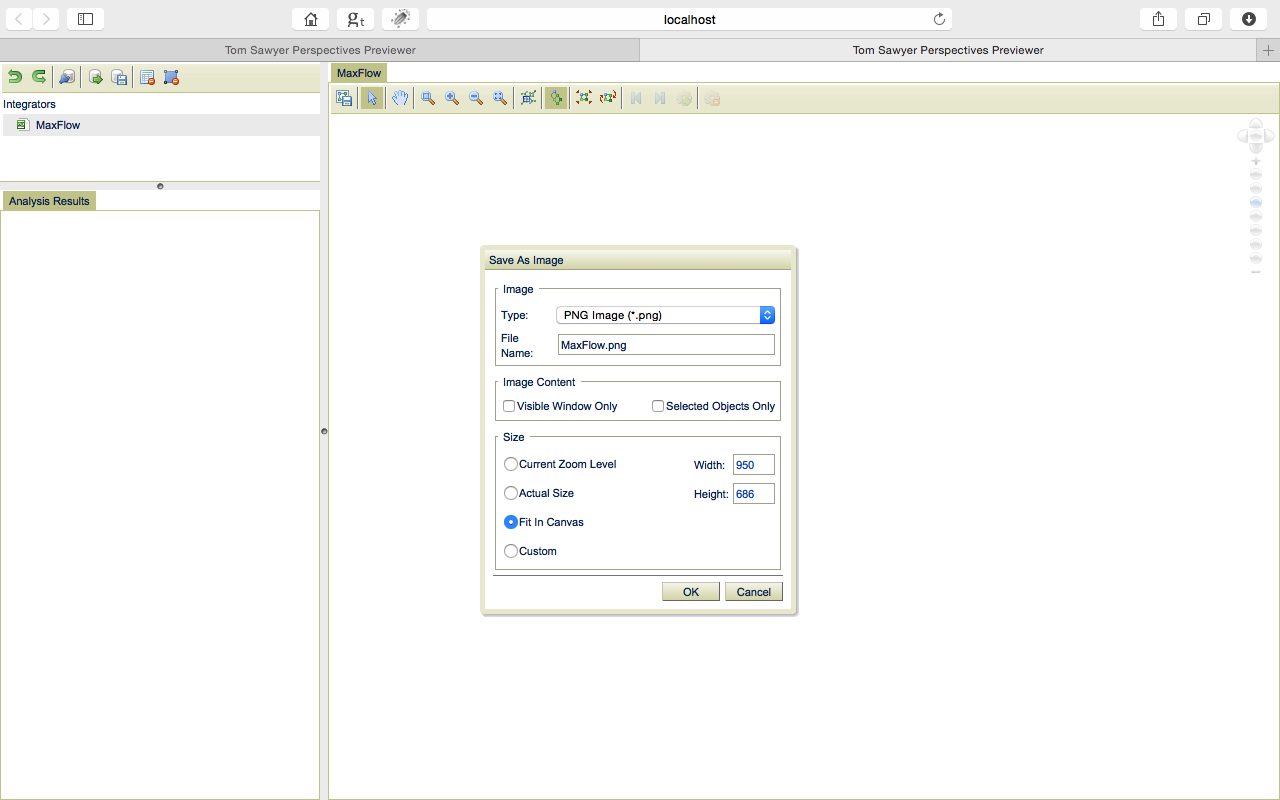 localhost
Tom Sawyer Perspectives Previewer
Tom Sawyer Perspectives Previewer
Integrators
MaxFlow
Analysis Results
MaxFlow
Save As Image
Image
Type: PNG Image (*.png)
File
Name: MaxFlow.png
Image Content
Visible Window Only Selected Objects Only
Size
Current Zoom Level Width: 950
Actual Size Height: 686
Fit In Canvas
Custom
OK Cancel